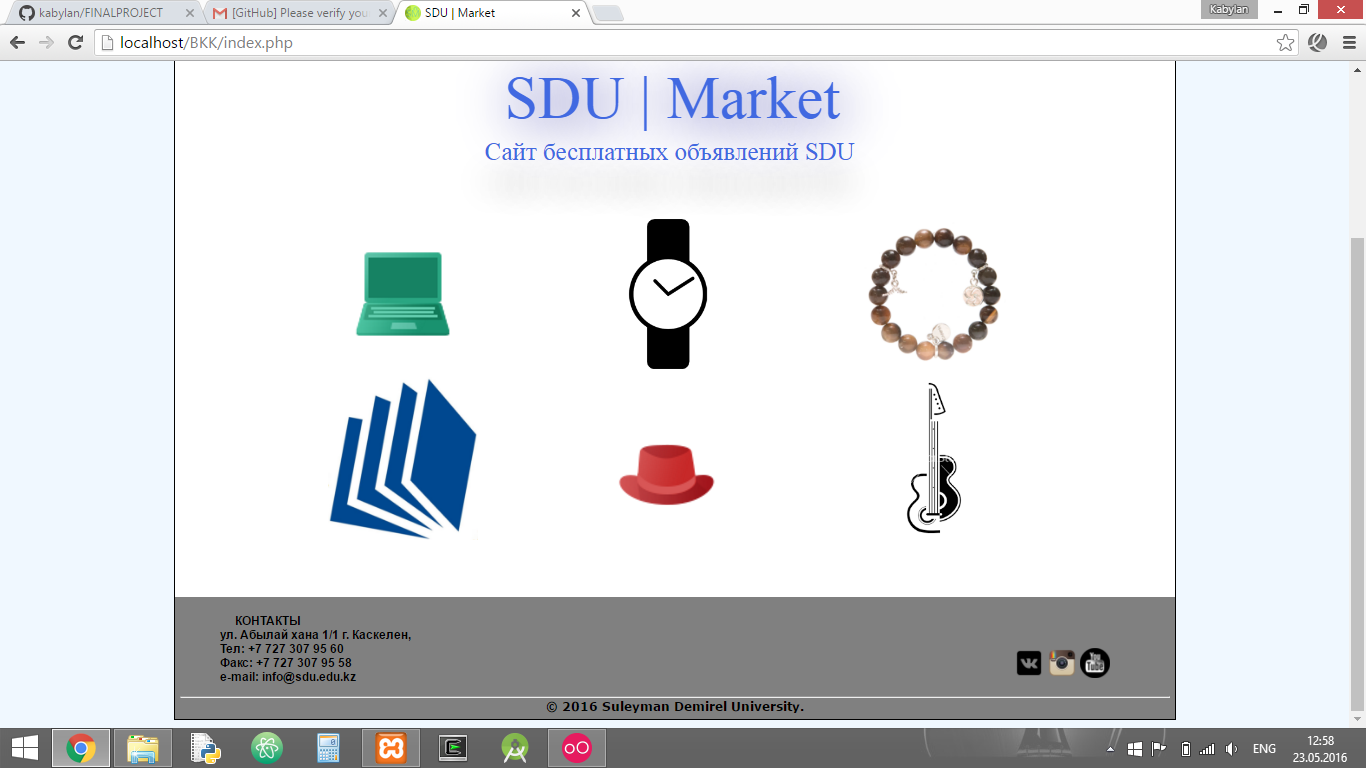 kabylan/FINALPROJECT
[GitHub] Please verify you
SDU | Market
Kabylan
localhost/BKK/index.php
SDU | Market
Сайт бесплатных объявлений SDU
КОНТАКТЫ
ул. Абылай хана 1/1 г. Каскелен,
Тел: +7 727 307 95 60
Факс: +7 727 307 95 58
e-mail: info@sdu.edu.kz
You
Tube
© 2016 Suleyman Demirel University.
ENG
12:58
23.05.2016